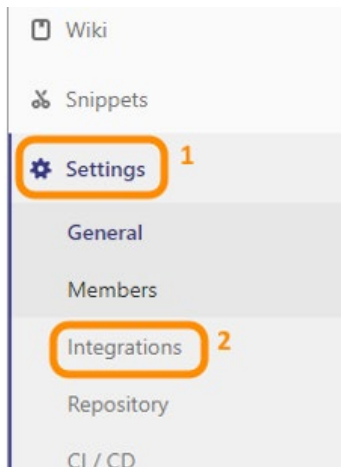 Wiki
Snippets
Settings 1
General
Members
Integrations 2
Repository
CI / CD